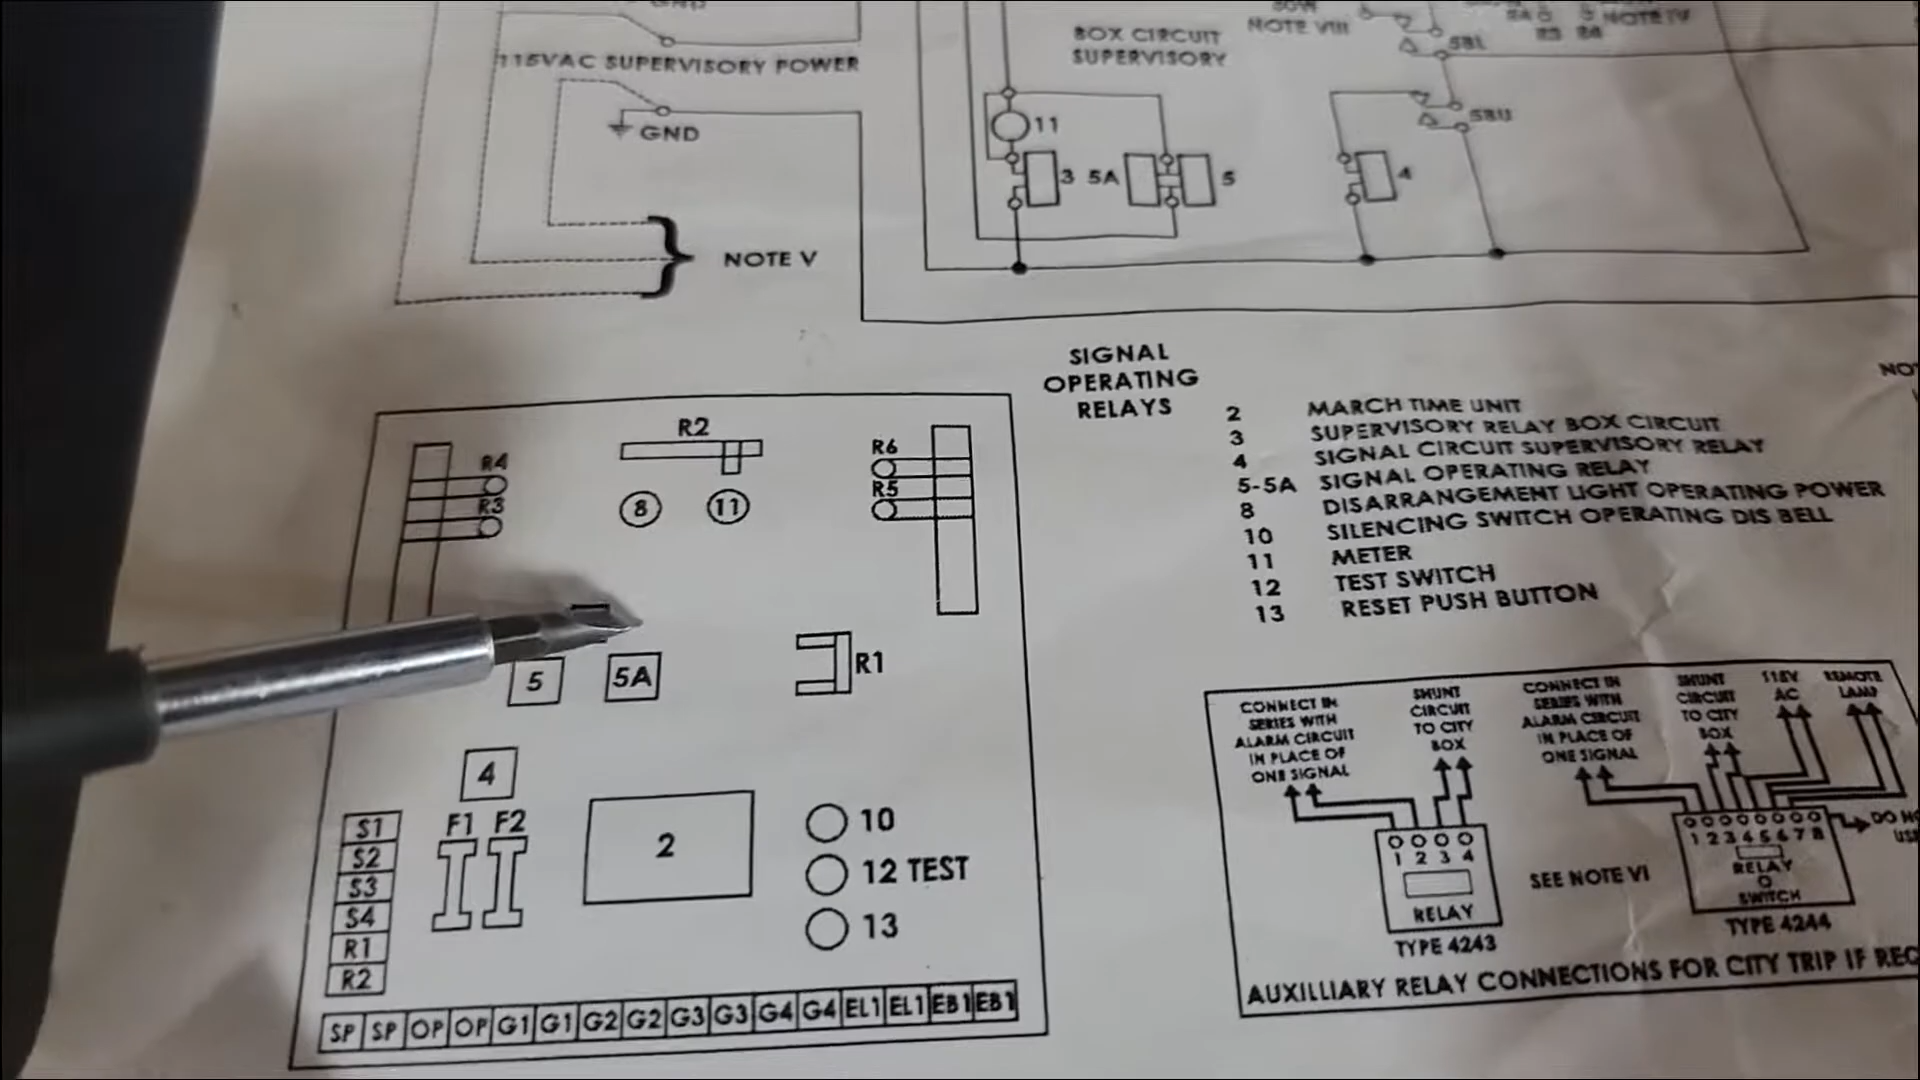 GND
115VAC SUPERVISORY POWER
GND
NOTE V
BOX CIRCUIT
SUPERVISORY
NOTE VIII
NOTE IV
5BL
5BU
11
3
5A
5
4
SIGNAL
OPERATING
RELAYS
2 MARCH TIME UNIT
3 SUPERVISORY RELAY BOX CIRCUIT
4 SIGNAL CIRCUIT SUPERVISORY RELAY
5-5A SIGNAL OPERATING RELAY
8 DISARRANGEMENT LIGHT OPERATING POWER
10 SILENCING SWITCH OPERATING DIS BELL
11 METER
12 TEST SWITCH
13 RESET PUSH BUTTON
R2
R4
R3
8
11
R6
R5
5
5A
R1
4
F1 F2
2
10
12 TEST
13
S1
S2
S3
S4
R1
R2
SP SP OP OP G1 G1 G2 G2 G3 G3 G4 G4 EL1 EL1 EB1 EB1
CONNECT IN
SERIES WITH
ALARM CIRCUIT
IN PLACE OF
ONE SIGNAL
SHUNT
CIRCUIT
TO CITY
BOX
1 2 3 4
RELAY
TYPE 4243
CONNECT IN
SERIES WITH
ALARM CIRCUIT
IN PLACE OF
ONE SIGNAL
SHUNT
CIRCUIT
TO CITY
BOX
115V
AC
REMOTE
LAMP
1 2 3 4 5 6 7 8
RELAY
SWITCH
TYPE 4244
SEE NOTE VI
AUXILLIARY RELAY CONNECTIONS FOR CITY TRIP IF REQ